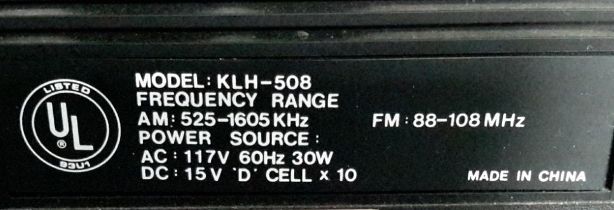 LISTED
UL
®
93U1
MODEL: KLH-508
FREQUENCY RANGE
AM: 525-1605 KHz FM: 88-108 MHz
POWER SOURCE:
AC: 117V 60Hz 30W
DC: 15V 'D' CELL x 10 MADE IN CHINA